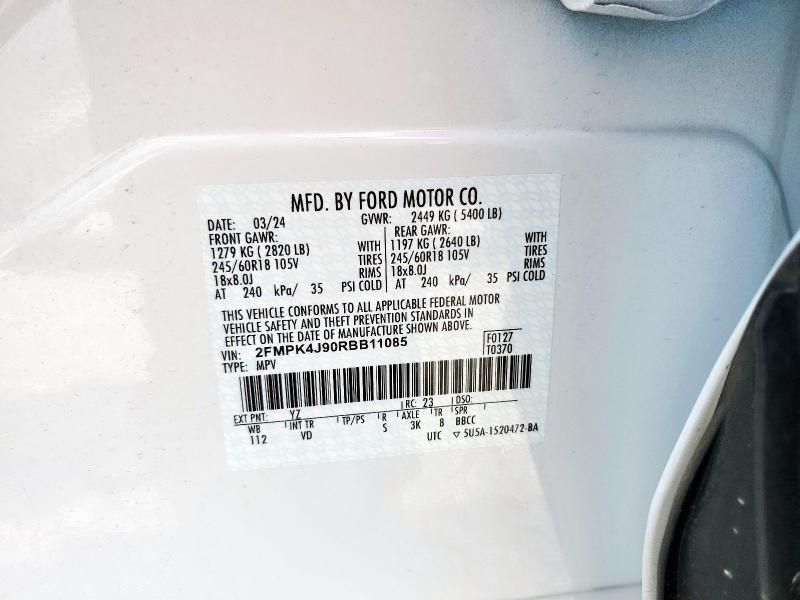 MFD. BY FORD MOTOR CO.
DATE: 03/24 GVWR: 2449 KG ( 5400 LB)
FRONT GAWR: REAR GAWR:
1279 KG ( 2820 LB) WITH 1197 KG ( 2640 LB) WITH
245/60R18 105V TIRES 245/60R18 105V TIRES
18x8.0J RIMS 18x8.0J RIMS
AT 240 kPa/ 35 PSI COLD AT 240 kPa/ 35 PSI COLD
THIS VEHICLE CONFORMS TO ALL APPLICABLE FEDERAL MOTOR
VEHICLE SAFETY AND THEFT PREVENTION STANDARDS IN
EFFECT ON THE DATE OF MANUFACTURE SHOWN ABOVE.
VIN: 2FMPK4J90RBB11085 F0127
TYPE: MPV T0370
EXT PNT: YZ RC: 23 DSO:
WB INT TR TP/PS R AXLE TR SPR
112 VD S 3K 8 BBCC
UTC ▽ 5U5A-1520472-BA